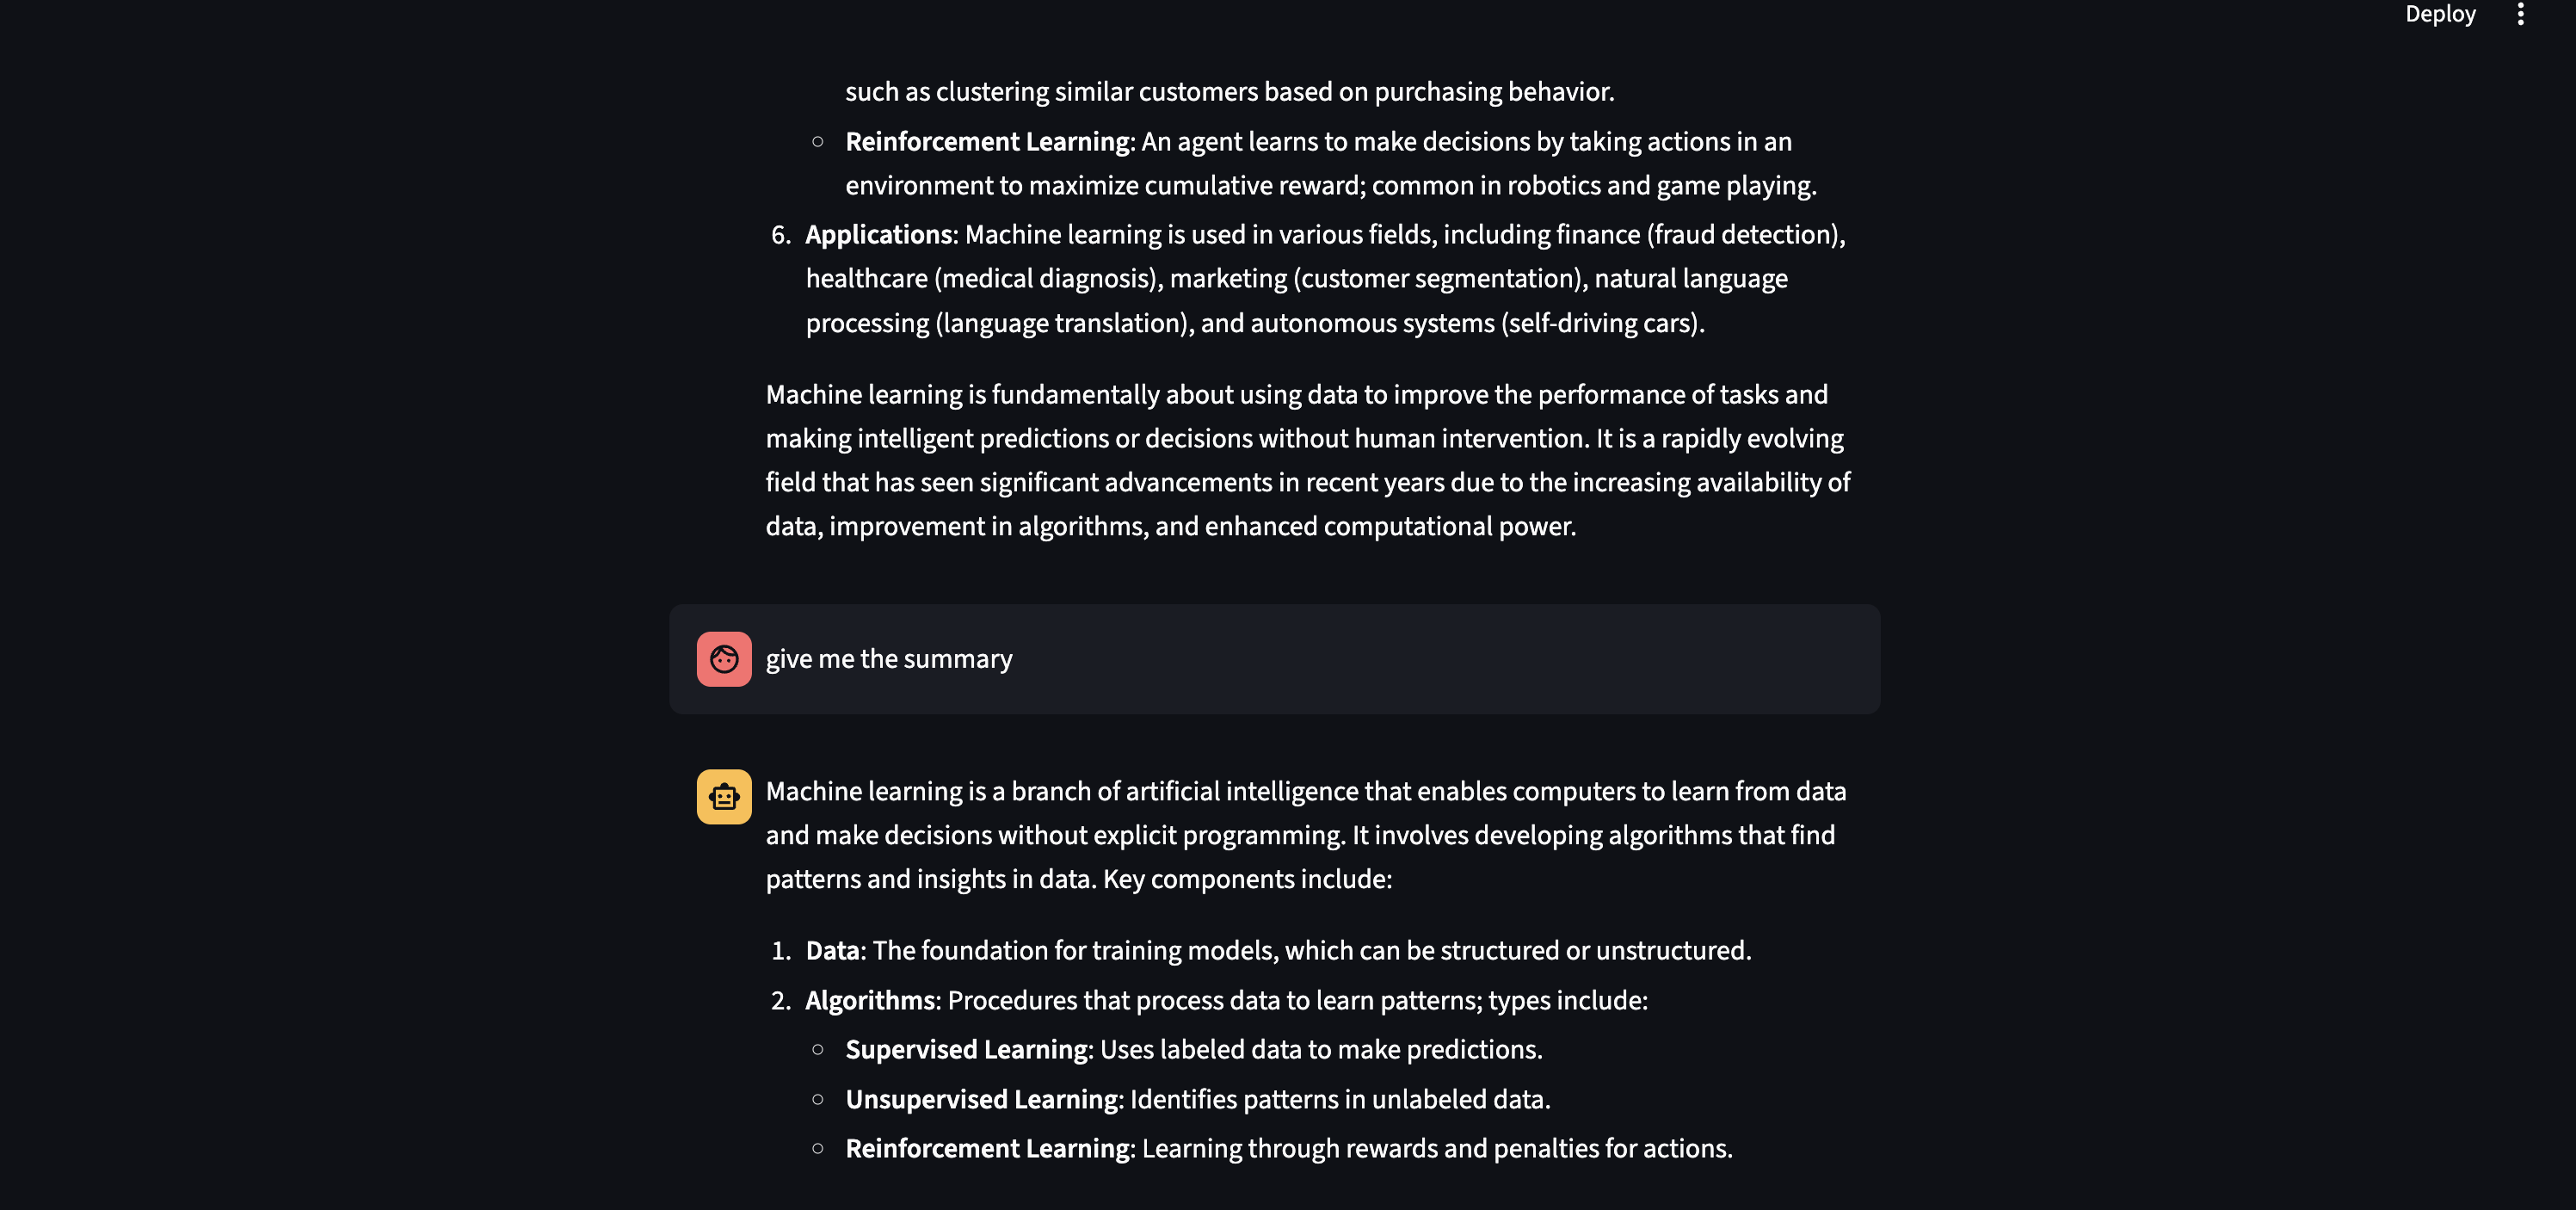 Deploy
such as clustering similar customers based on purchasing behavior.
Reinforcement Learning: An agent learns to make decisions by taking actions in an
environment to maximize cumulative reward; common in robotics and game playing.
6. Applications: Machine learning is used in various fields, including finance (fraud detection),
healthcare (medical diagnosis), marketing (customer segmentation), natural language
processing (language translation), and autonomous systems (self-driving cars).
Machine learning is fundamentally about using data to improve the performance of tasks and
making intelligent predictions or decisions without human intervention. It is a rapidly evolving
field that has seen significant advancements in recent years due to the increasing availability of
data, improvement in algorithms, and enhanced computational power.
give me the summary
Machine learning is a branch of artificial intelligence that enables computers to learn from data
and make decisions without explicit programming. It involves developing algorithms that find
patterns and insights in data. Key components include:
1. Data: The foundation for training models, which can be structured or unstructured.
2. Algorithms: Procedures that process data to learn patterns; types include:
Supervised Learning: Uses labeled data to make predictions.
Unsupervised Learning: Identifies patterns in unlabeled data.
Reinforcement Learning: Learning through rewards and penalties for actions.